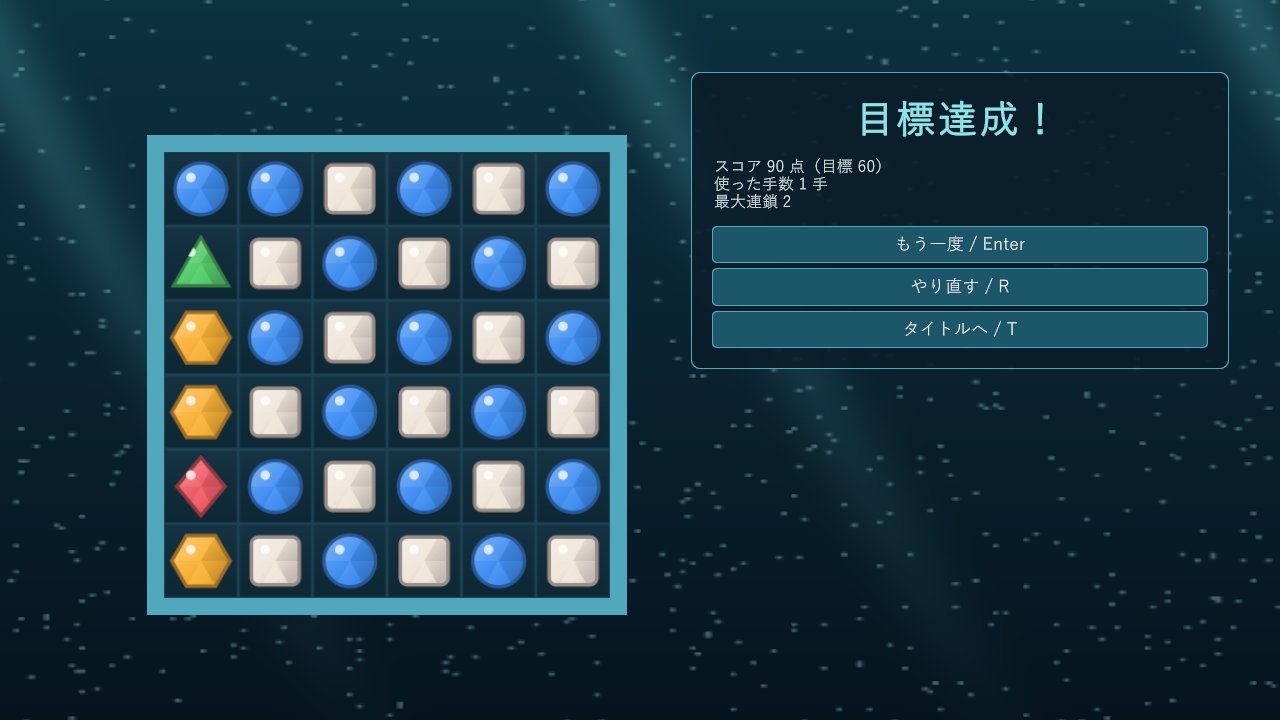 目標達成！
スコア 90 点（目標 60）
使った手数 1 手
最大連鎖 2
もう一度 / Enter
やり直す / R
タイトルへ / T